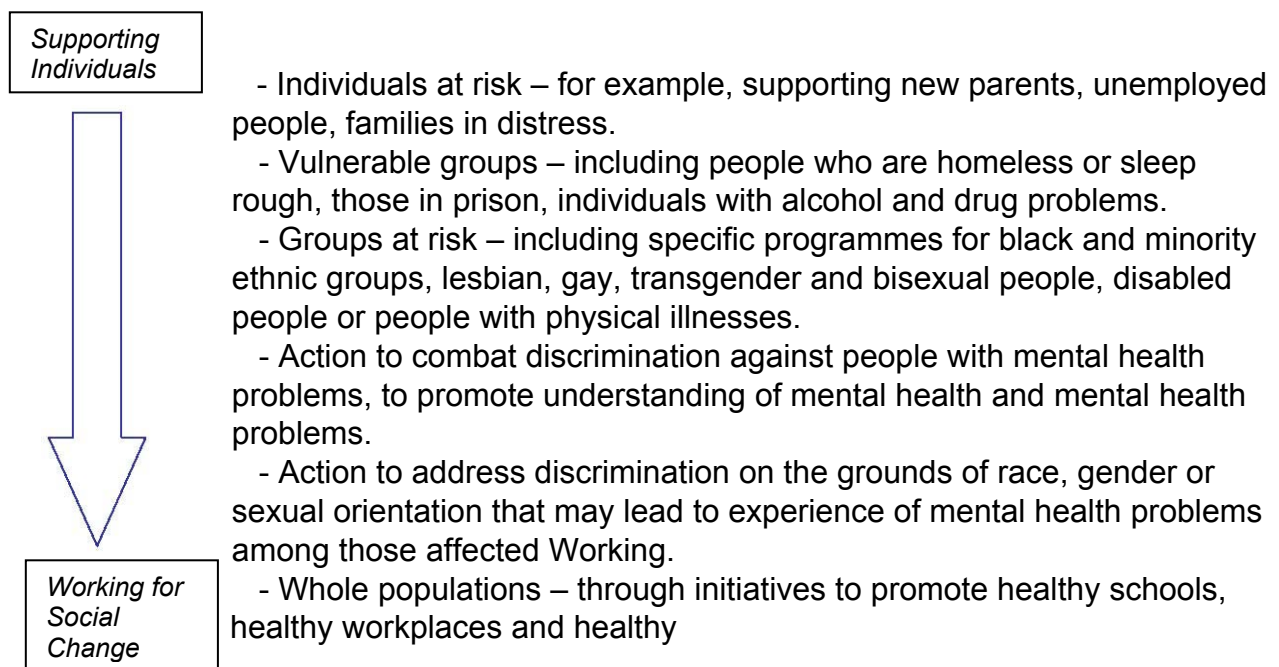 Supporting
Individuals
- Individuals at risk – for example, supporting new parents, unemployed
people, families in distress.
- Vulnerable groups – including people who are homeless or sleep
rough, those in prison, individuals with alcohol and drug problems.
- Groups at risk – including specific programmes for black and minority
ethnic groups, lesbian, gay, transgender and bisexual people, disabled
people or people with physical illnesses.
- Action to combat discrimination against people with mental health
problems, to promote understanding of mental health and mental health
problems.
- Action to address discrimination on the grounds of race, gender or
sexual orientation that may lead to experience of mental health problems
among those affected Working.
- Whole populations – through initiatives to promote healthy schools,
healthy workplaces and healthy
Working for
Social
Change